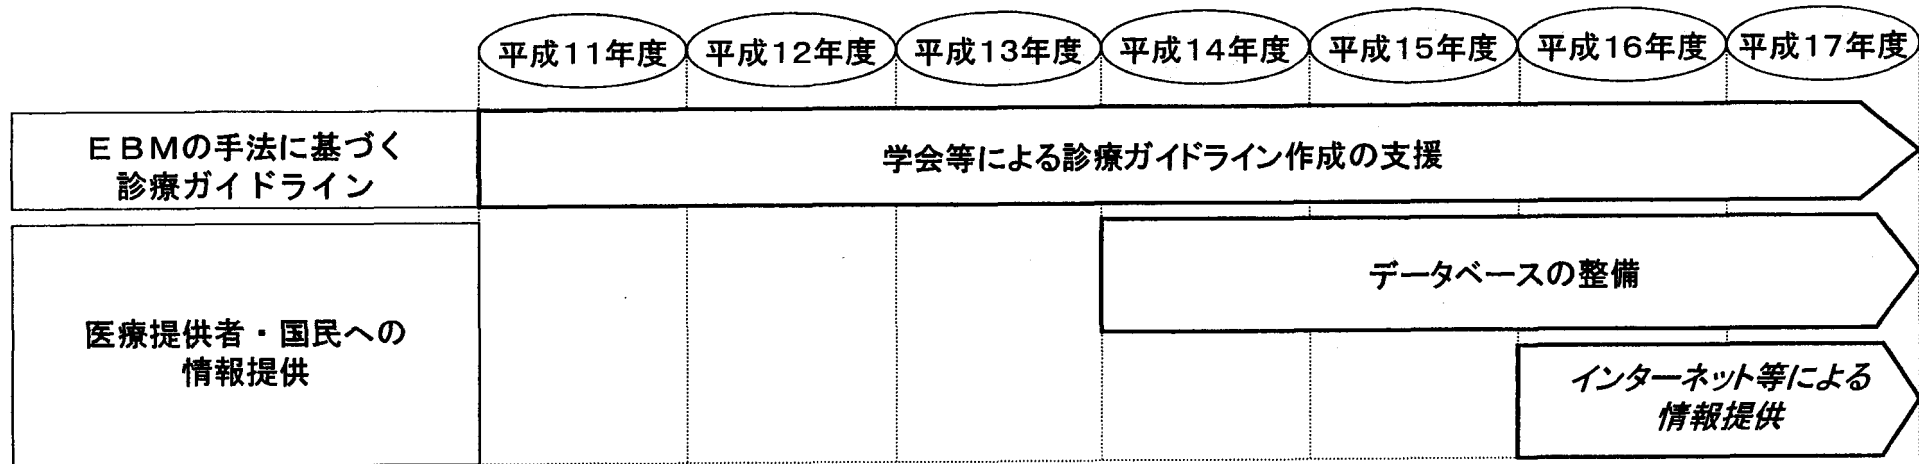 平成11年度 平成12年度 平成13年度 平成14年度 平成15年度 平成16年度 平成17年度
EBMの手法に基づく
診療ガイドライン
学会等による診療ガイドライン作成の支援
医療提供者・国民への
情報提供
データベースの整備
インターネット等による
情報提供